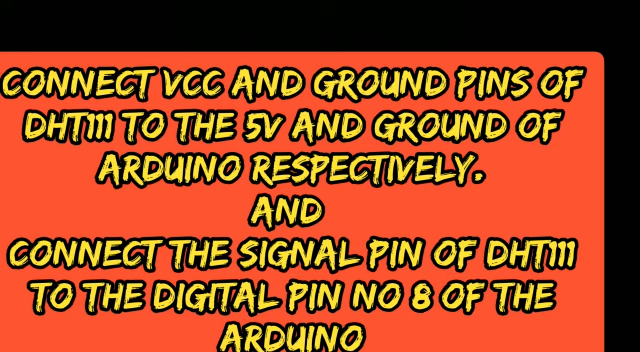 CONNECT VCC AND GROUND PINS OF
DHT111 TO THE 5V AND GROUND OF
ARDUINO RESPECTIVELY.
AND
CONNECT THE SIGNAL PIN OF DHT111
TO THE DIGITAL PIN NO 8 OF THE
ARDUINO